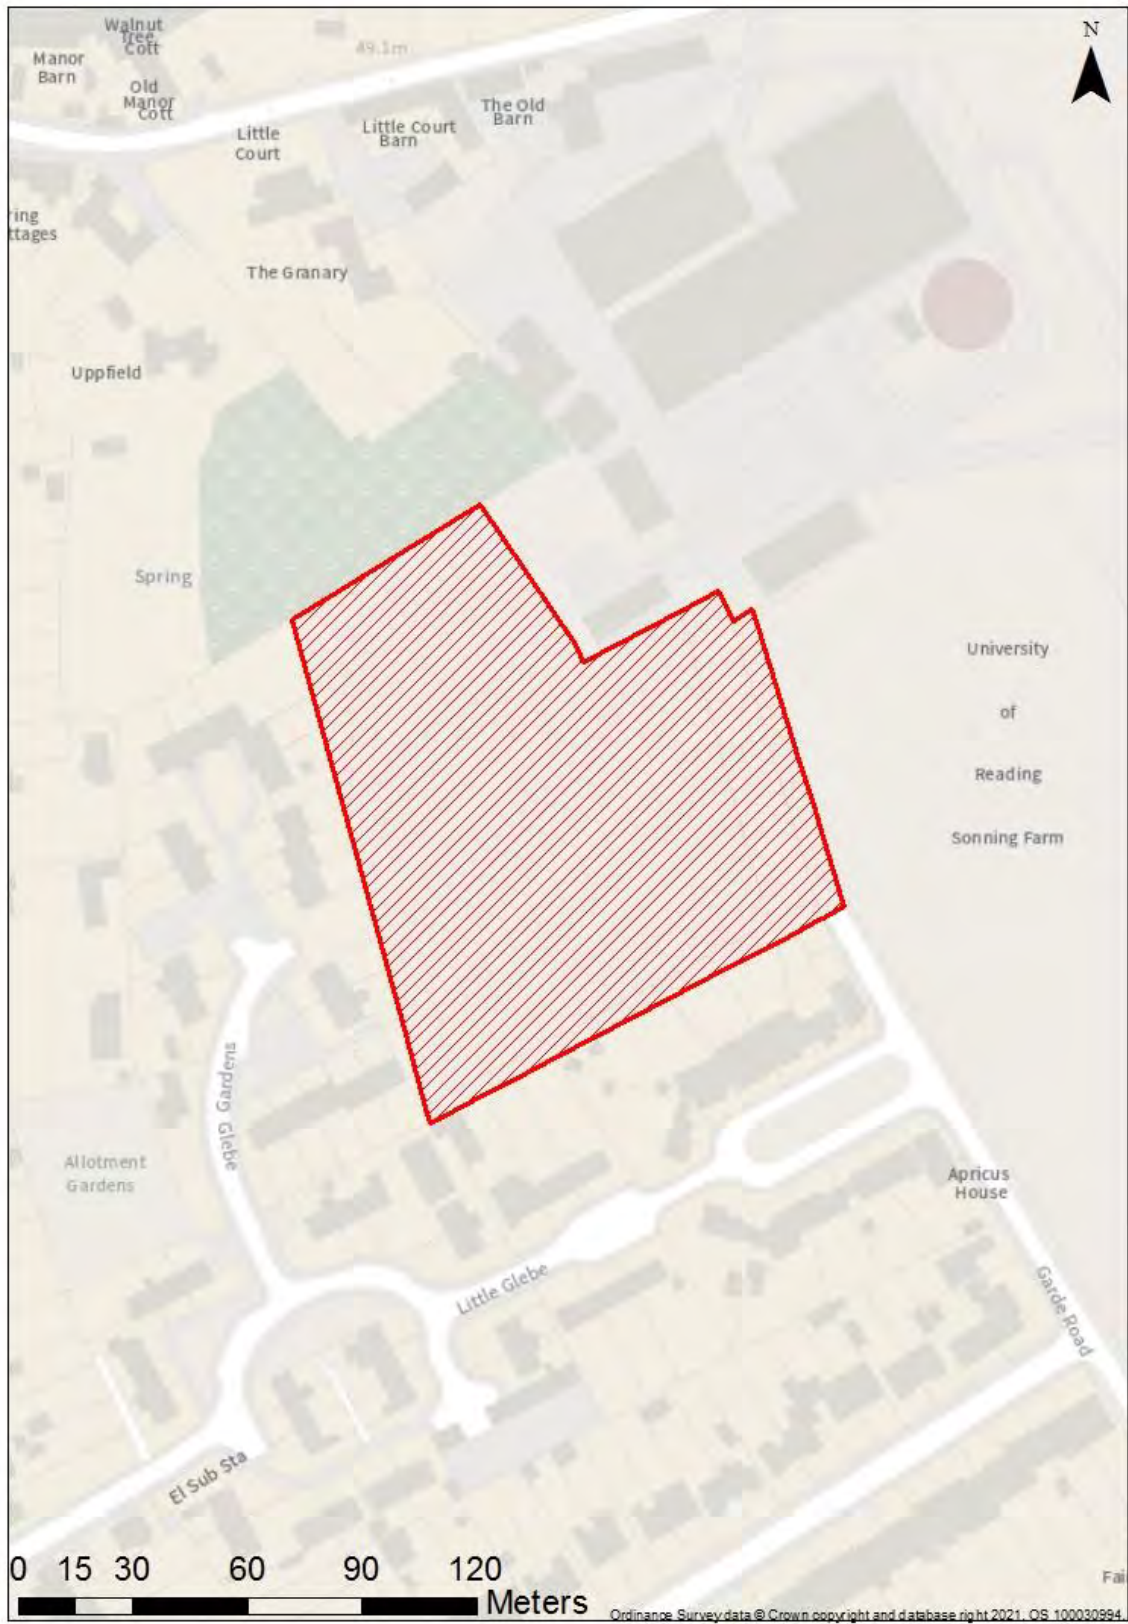 Walnut
Tree
Cott
49.1m
N
Manor
Barn
Old
Manor
Cott
The Old
Barn
Little Court
Barn
Little
Court
ring
ttages
The Granary
Uppfield
Spring
University
of
Reading
Sonning Farm
Glebe Gardens
Allotment
Gardens
Apricus
House
Little Glebe
Garde Road
El Sub Sta
0 15 30 60 90 120
Meters
Fai
Ordinance Survey data © Crown copyright and database right 2021. OS 100030994.